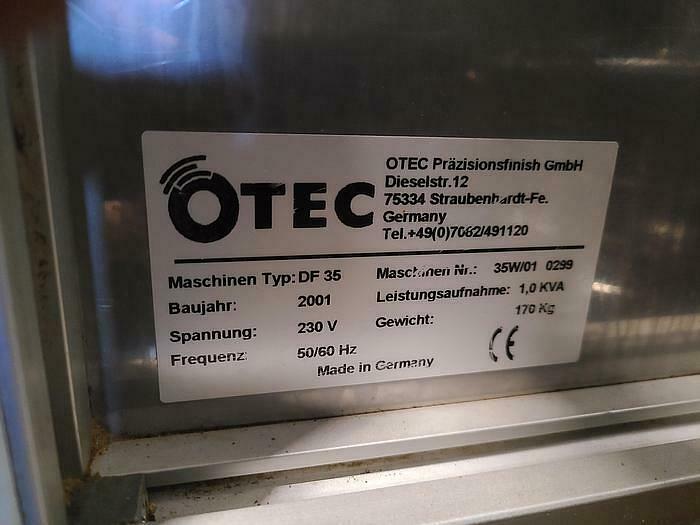 OTEC
OTEC Präzisionsfinish GmbH
Dieselstr.12
75334 Straubenhardt-Fe.
Germany
Tel.+49(0)7062/491120
Maschinen Typ: DF 35
Baujahr: 2001
Spannung: 230 V
Frequenz: 50/60 Hz
Maschinen Nr.: 35W/01 0299
Leistungsaufnahme: 1,0 KVA
Gewicht: 170 Kg
Made in Germany
CE